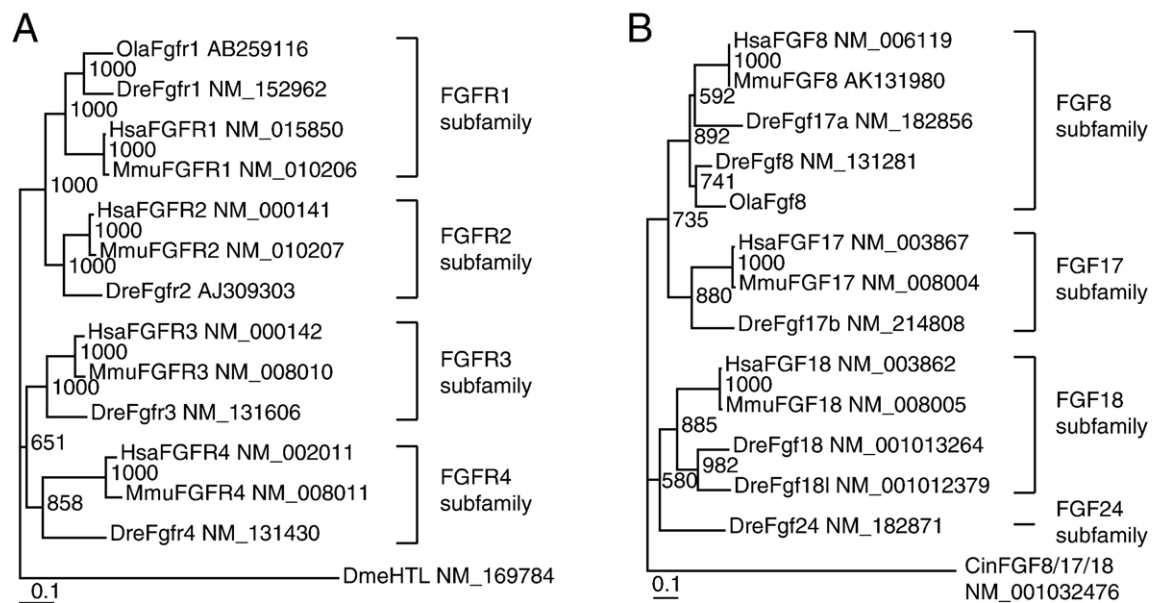 A
OlaFgfr1 AB259116
1000
DreFgfr1 NM_152962
1000
HsaFGFR1 NM_015850
1000
MmuFGFR1 NM_010206
1000
HsaFGFR2 NM_000141
1000
MmuFGFR2 NM_010207
1000
DreFgfr2 AJ309303
HsaFGFR3 NM_000142
1000
MmuFGFR3 NM_008010
1000
DreFgfr3 NM_131606
651
HsaFGFR4 NM_002011
1000
MmuFGFR4 NM_008011
858
DreFgfr4 NM_131430
DmeHTL NM_169784
0.1
FGFR1
subfamily
FGFR2
subfamily
FGFR3
subfamily
FGFR4
subfamily
B
HsaFGF8 NM_006119
1000
MmuFGF8 AK131980
592
DreFgf17a NM_182856
892
DreFgf8 NM_131281
741
OlaFgf8
735
HsaFGF17 NM_003867
1000
MmuFGF17 NM_008004
880
DreFgf17b NM_214808
HsaFGF18 NM_003862
1000
MmuFGF18 NM_008005
885
DreFgf18 NM_001013264
982
580
DreFgf18l NM_001012379
DreFgf24 NM_182871
CinFGF8/17/18
NM_001032476
0.1
FGF8
subfamily
FGF17
subfamily
FGF18
subfamily
FGF24
subfamily